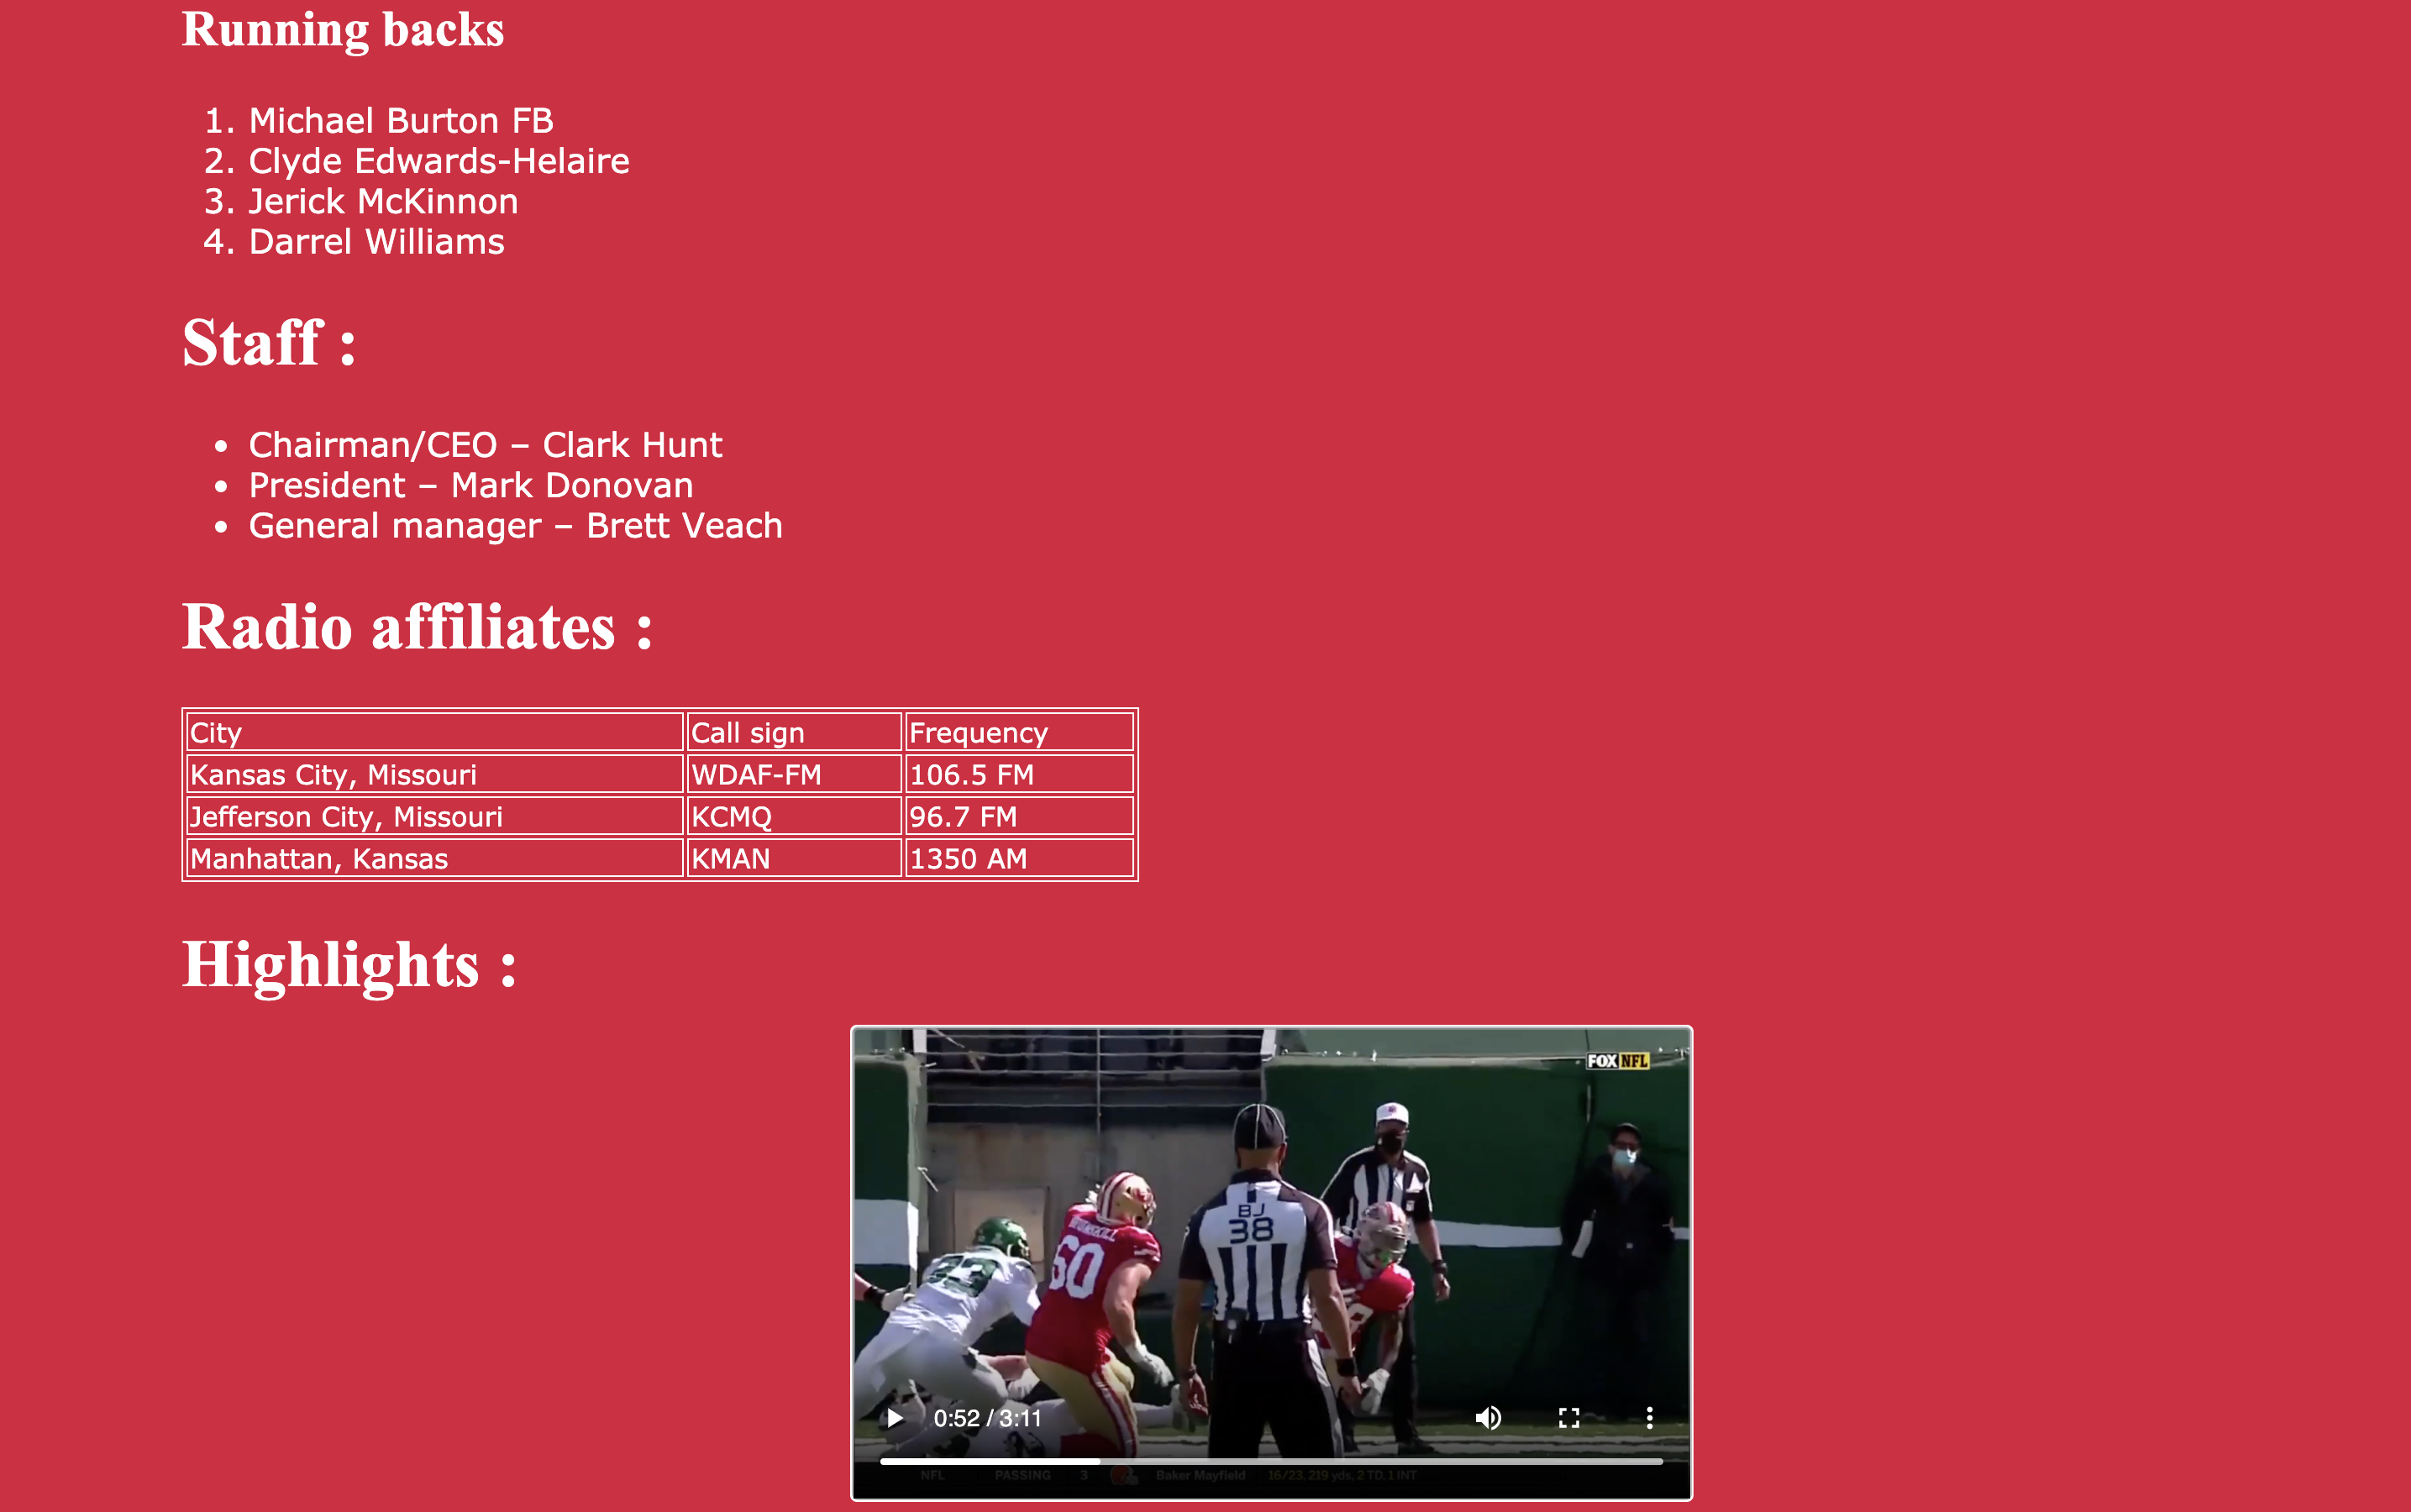 Running backs
1. Michael Burton FB
2. Clyde Edwards-Helaire
3. Jerick McKinnon
4. Darrel Williams
Staff :
• Chairman/CEO – Clark Hunt
• President – Mark Donovan
• General manager – Brett Veach
Radio affiliates :
City Call sign Frequency
Kansas City, Missouri WDAF-FM 106.5 FM
Jefferson City, Missouri KCMQ 96.7 FM
Manhattan, Kansas KMAN 1350 AM
Highlights :
FOX NFL
BJ
38
60
0:52 / 3:11
NFL PASSING 3 Baker Mayfield 16/23, 219 yds, 2 TD, 1 INT